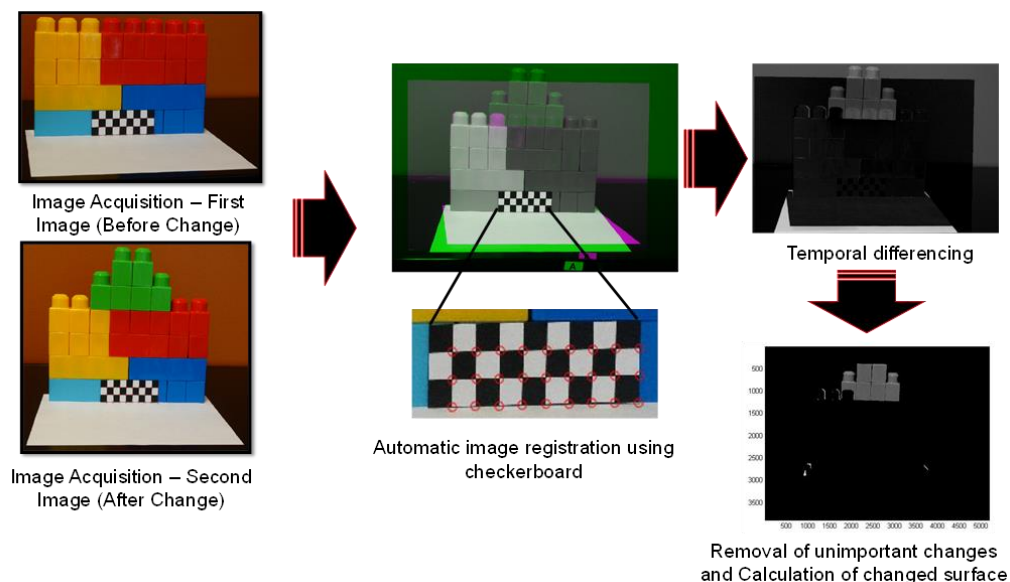 Image Acquisition – First
Image (Before Change)
Image Acquisition – Second
Image (After Change)
A
Automatic image registration using
checkerboard
Temporal differencing
500
1000
1500
2000
2500
3000
3500
500 1000 1500 2000 2500 3000 3500 4000 4500 5000
Removal of unimportant changes
and Calculation of changed surface